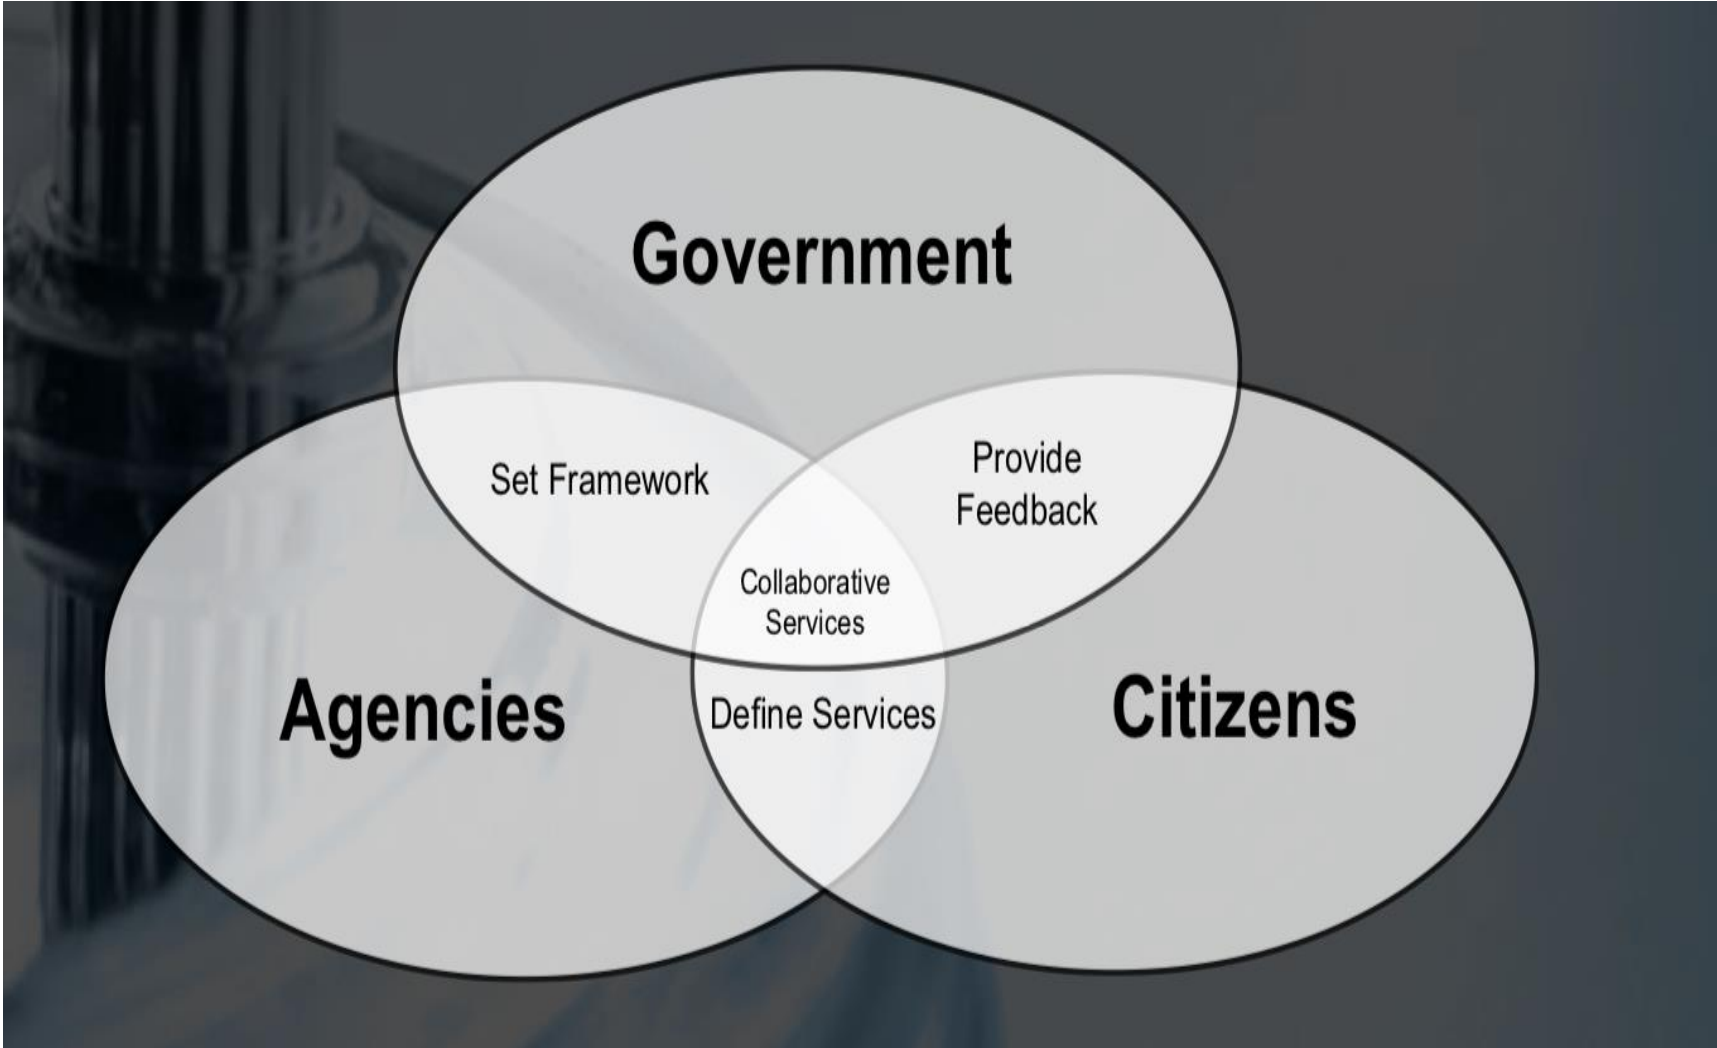 Government
Set Framework
Provide
Feedback
Collaborative
Services
Agencies
Define Services
Citizens